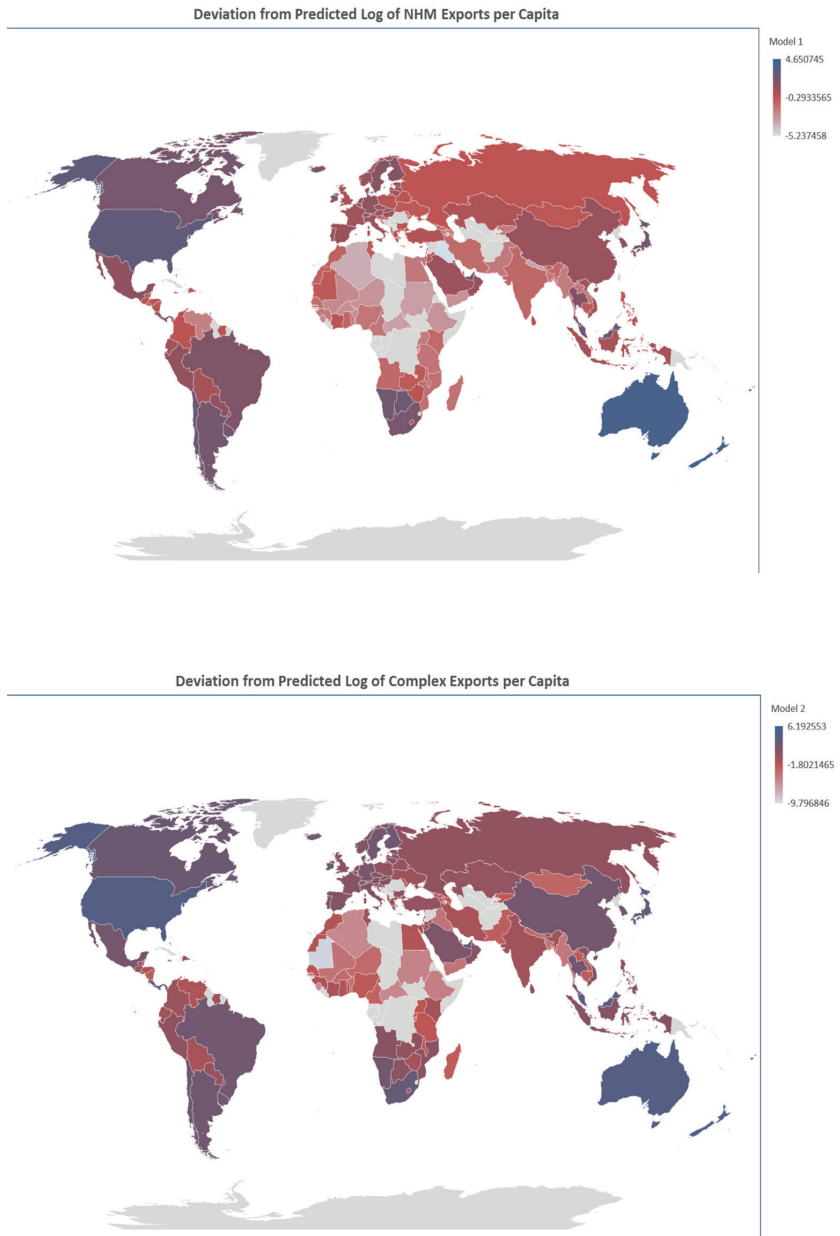 Deviation from Predicted Log of NHM Exports per Capita
Model 1
4.650745
-0.2933565
-5.237458
Deviation from Predicted Log of Complex Exports per Capita
Model 2
6.192553
-1.8021465
-9.796846